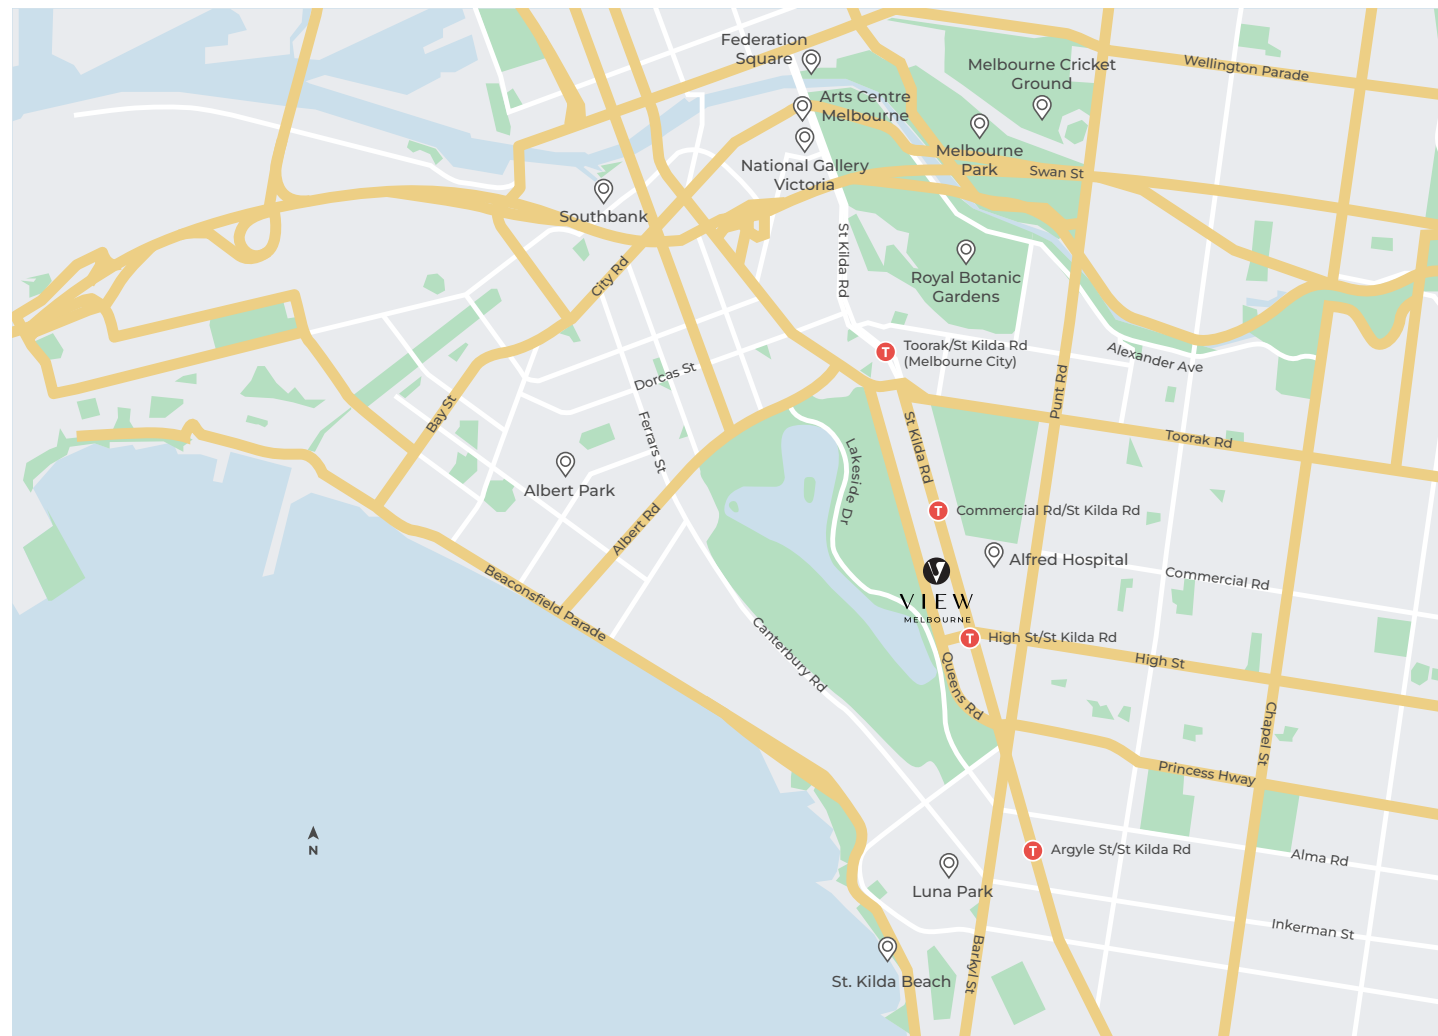 Federation
Square
Wellington Parade
Melbourne Cricket
Ground
Arts Centre
Melbourne
Melbourne
Park
National Gallery
Victoria
Swan St
Southbank
St Kilda Rd
City Rd
Royal Botanic
Gardens
T
Toorak/St Kilda Rd
(Melbourne City)
Alexander Ave
Dorcas St
Punt Rd
Bay St
Ferrars St
St Kilda Rd
Toorak Rd
Lakeside Dr
Albert Park
T
Commercial Rd/St Kilda Rd
Albert Rd
Alfred Hospital
Commercial Rd
Beaconsfield Parade
VIEW
MELBOURNE
T
High St/St Kilda Rd
High St
Canterbury Rd
Queens Rd
Chapel St
Princess Hway
N
T
Argyle St/St Kilda Rd
Alma Rd
Luna Park
Inkerman St
Barkyl St
St. Kilda Beach